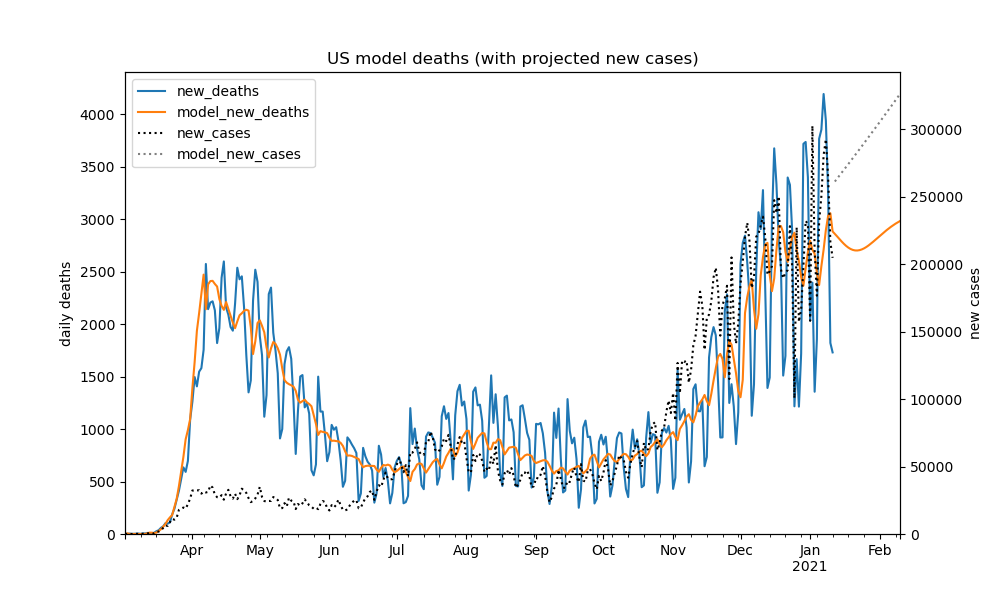 US model deaths (with projected new cases)
new_deaths
model_new_deaths
new_cases
model_new_cases
daily deaths
4000
3500
3000
2500
2000
1500
1000
500
0
300000
250000
200000
150000
100000
50000
0
new cases
Apr May Jun Jul Aug Sep Oct Nov Dec Jan Feb
2021